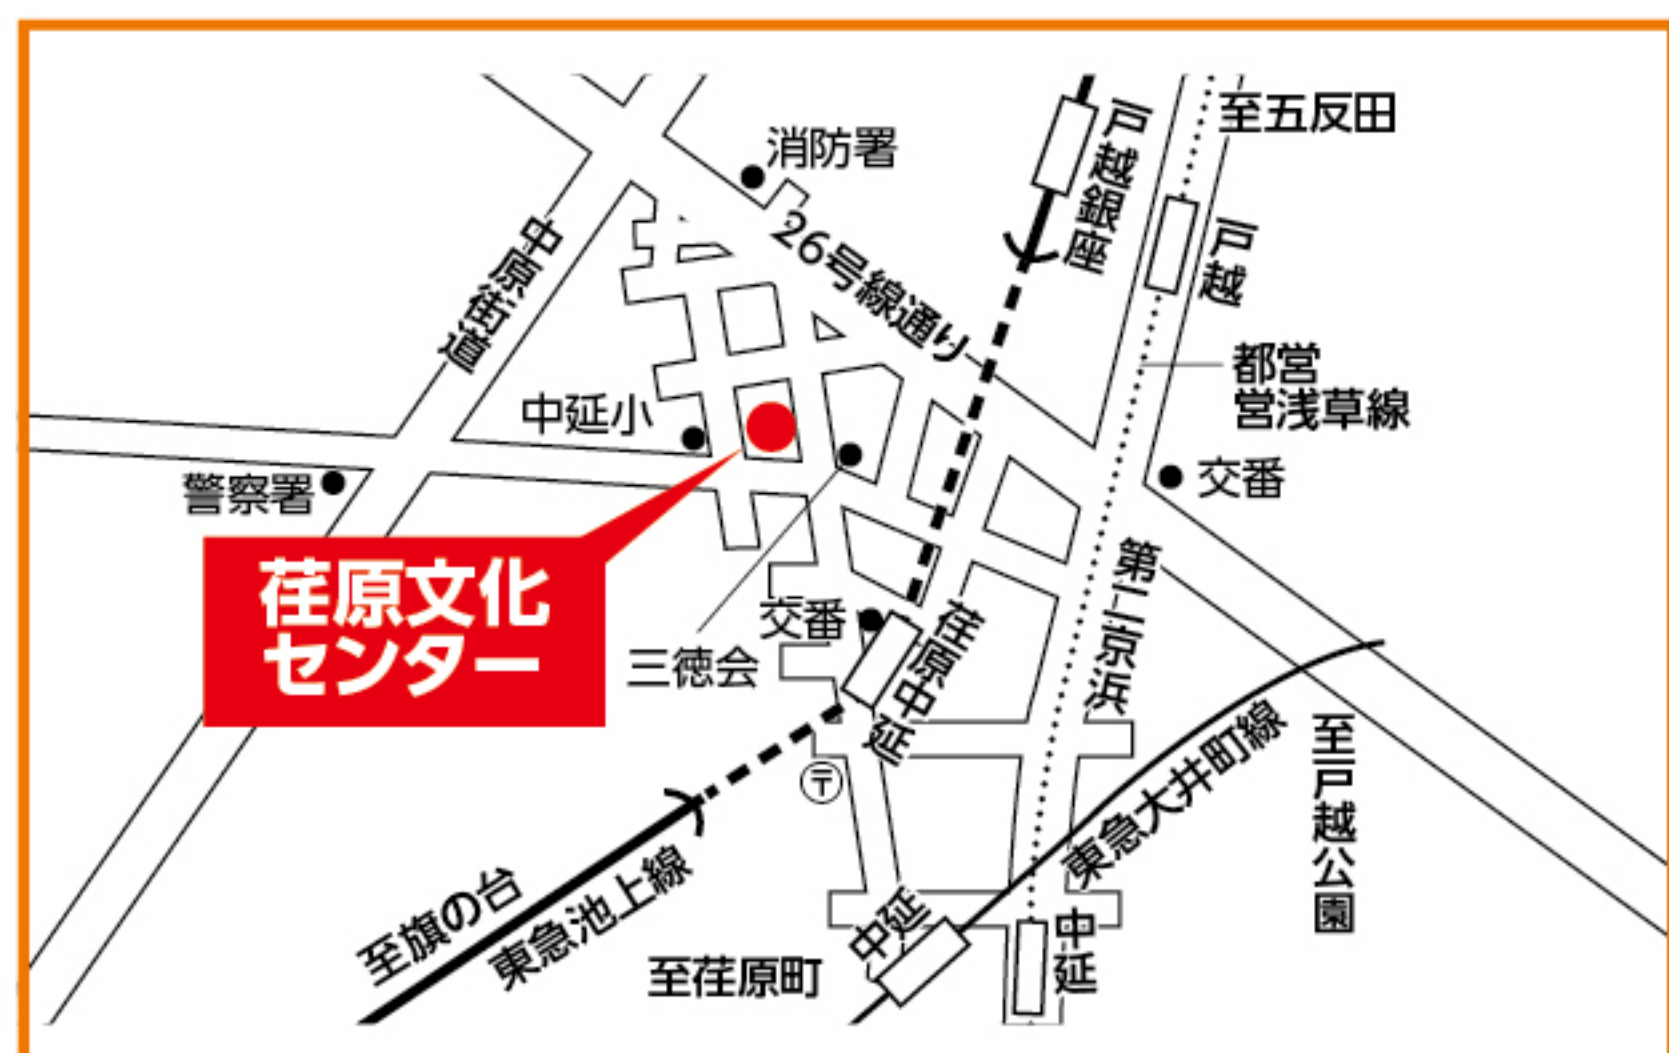 至五反田
消防署
戸越銀座
戸越
26号線通り
中原街道
都営
営浅草線
中延小
交番
警察署
荏原文化
センター
第二京浜
交番
荏原中延
三徳会
〒
東急大井町線
至戸越公園
至旗の台
東急池上線
中延
中延
至荏原町